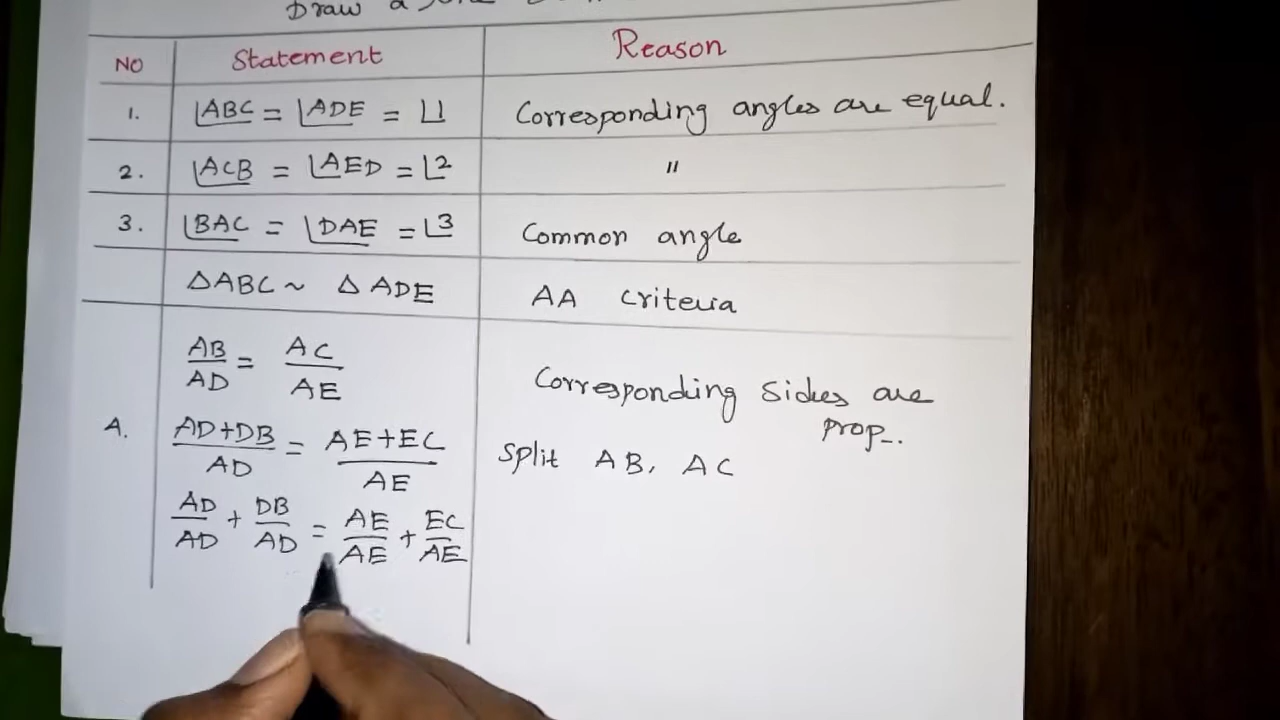 Draw a
NO Statement Reason
1. ∠ABC = ∠ADE = ∠1 Corresponding angles are equal.
2. ∠ACB = ∠AED = ∠2 "
3. ∠BAC = ∠DAE = ∠3 Common angle
△ABC ~ △ADE AA criteria
AB/AD = AC/AE Corresponding sides are
prop..
4. AD+DB/AD = AE+EC/AE Split AB, AC
AD/AD + DB/AD = AE/AE + EC/AE